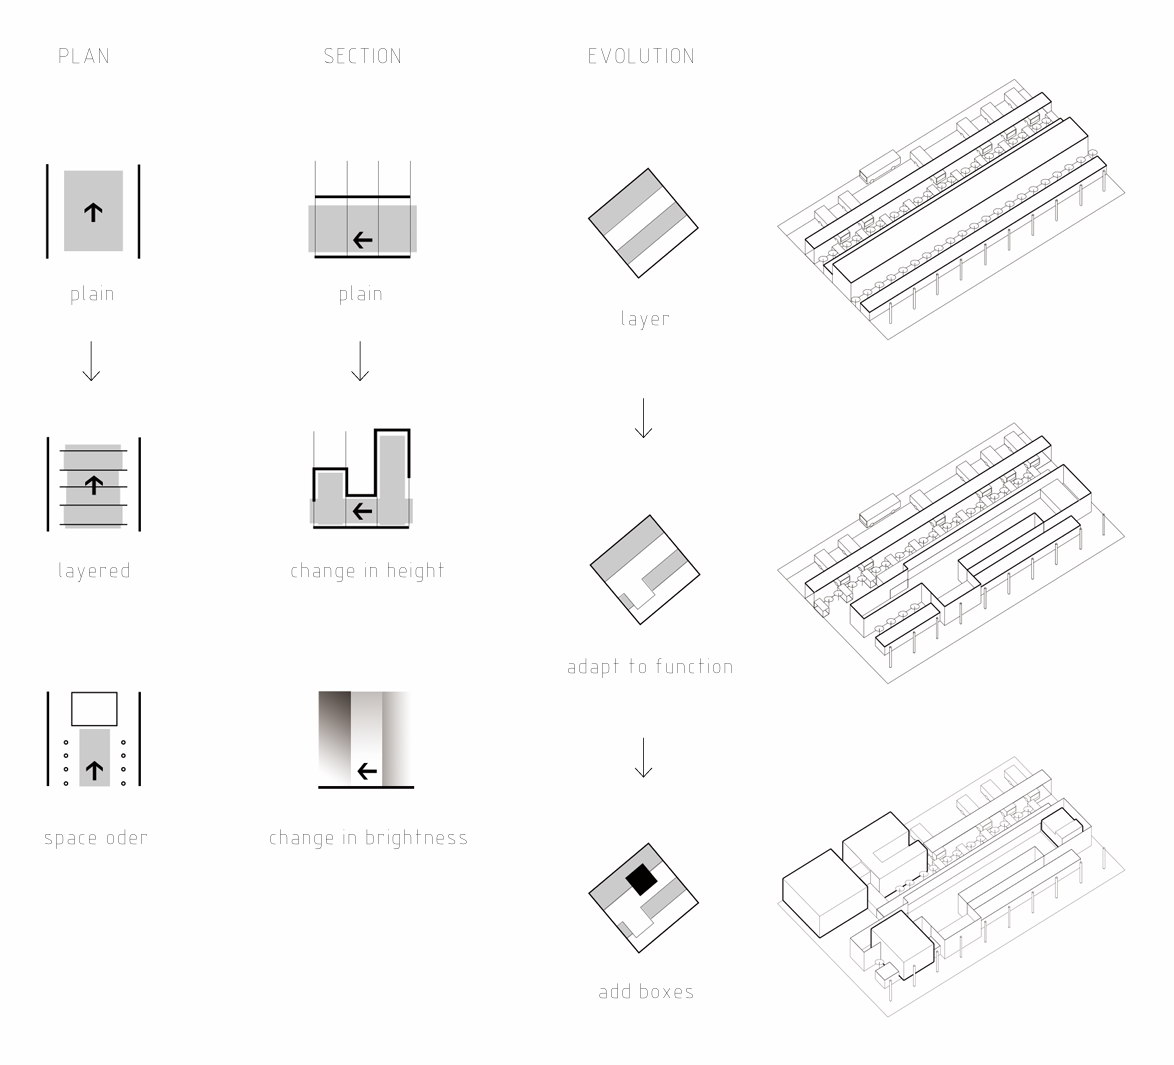 PLAN
SECTION
EVOLUTION
plain
plain
layer
layered
change in height
adapt to function
space oder
change in brightness
add boxes